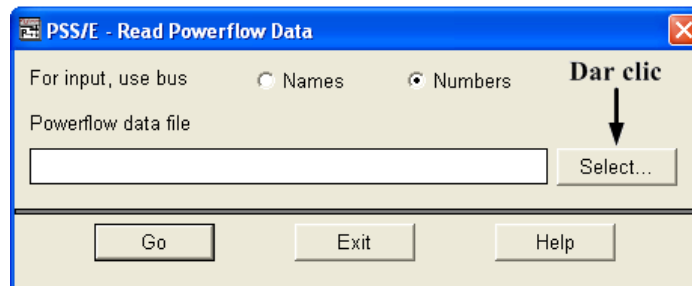 PSS/E - Read Powerflow Data
For input, use bus Names Numbers Dar clic
Powerflow data file
Select...
Go Exit Help